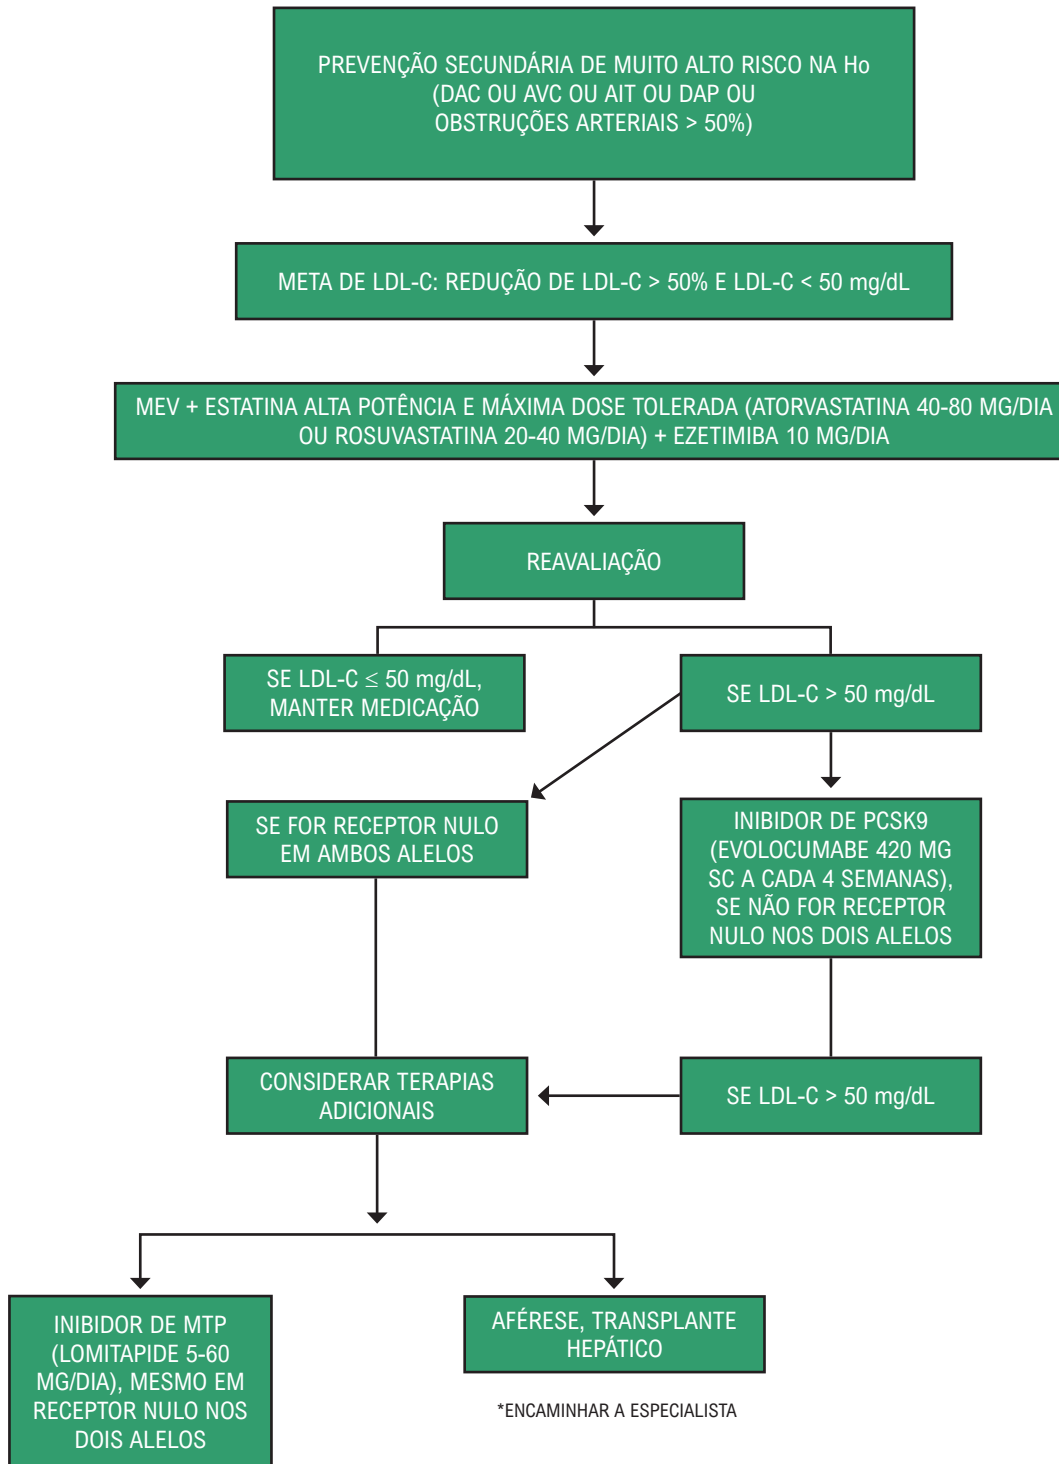 PREVENÇÃO SECUNDÁRIA DE MUITO ALTO RISCO NA Ho
(DAC OU AVC OU AIT OU DAP OU
OBSTRUÇÕES ARTERIAIS > 50%)
META DE LDL-C: REDUÇÃO DE LDL-C > 50% E LDL-C < 50 mg/dL
MEV + ESTATINA ALTA POTÊNCIA E MÁXIMA DOSE TOLERADA (ATORVASTATINA 40-80 MG/DIA
OU ROSUVASTATINA 20-40 MG/DIA) + EZETIMIBA 10 MG/DIA
REAVALIAÇÃO
SE LDL-C ≤ 50 mg/dL,
MANTER MEDICAÇÃO
SE LDL-C > 50 mg/dL
SE FOR RECEPTOR NULO
EM AMBOS ALELOS
INIBIDOR DE PCSK9
(EVOLOCUMABE 420 MG
SC A CADA 4 SEMANAS),
SE NÃO FOR RECEPTOR
NULO NOS DOIS ALELOS
CONSIDERAR TERAPIAS
ADICIONAIS
SE LDL-C > 50 mg/dL
INIBIDOR DE MTP
(LOMITAPIDE 5-60
MG/DIA), MESMO EM
RECEPTOR NULO NOS
DOIS ALELOS
AFÉRESE, TRANSPLANTE
HEPÁTICO
*ENCAMINHAR A ESPECIALISTA